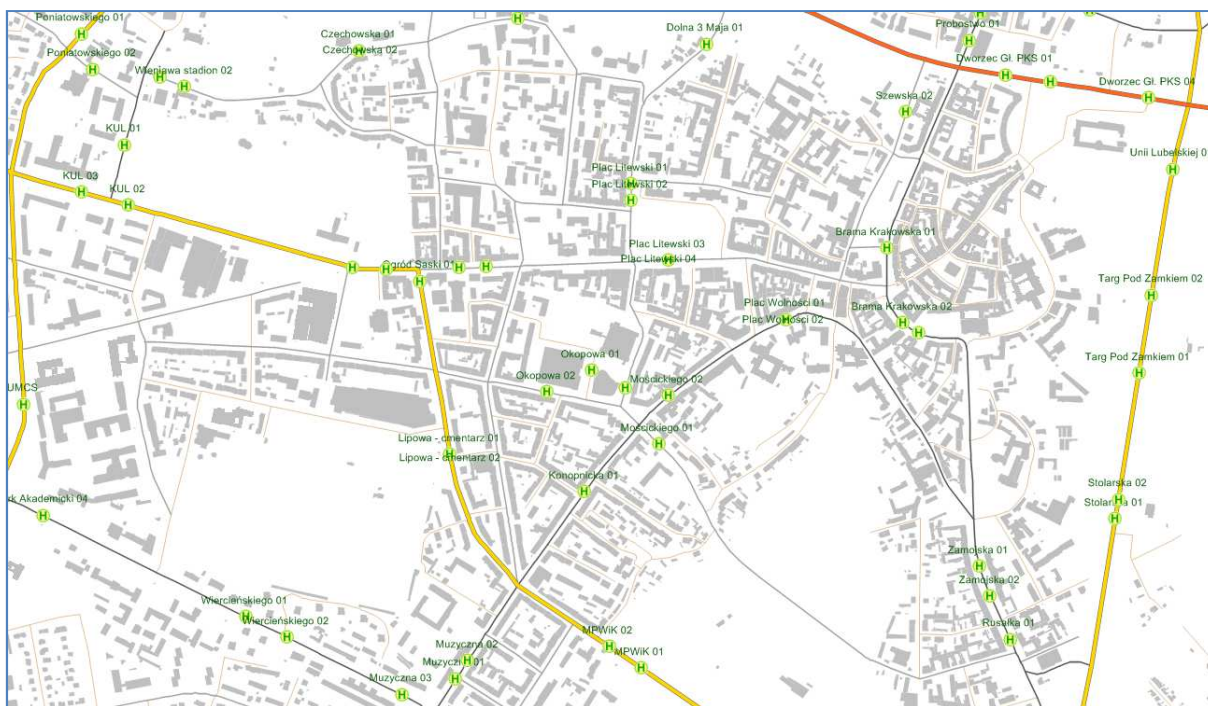 Poniatowskiego 01
Czechowska 01
Dolna 3 Maja 01
Probostwo 01
Czechowska 02
Poniatowskiego 02
Wieniawa stadion 02
Dworzec Gł. PKS 01
Dworzec Gł. PKS 04
Szewska 02
KUL 01
Unii Lubelskiej 0
Plac Litewski 01
KUL 03
Plac Litewski 02
KUL 02
Brama Krakowska 01
Plac Litewski 03
Plac Litewski 04
Ogród Saski 01
Targ Pod Zamkiem 02
Plac Wolności 01
Brama Krakowska 02
Plac Wolności 02
Okopowa 01
Targ Pod Zamkiem 01
Okopowa 02
Mościckiego 02
UMCS
Mościckiego 01
Lipowa - cmentarz 01
Lipowa - cmentarz 02
Konopnicka 01
rk Akademicki 04
Stolarska 02
Stolarska 01
Zamojska 01
Zamojska 02
Wiercieńskiego 01
Wiercieńskiego 02
Rusałka 01
MPWiK 02
Muzyczna 02
MPWiK 01
Muzyczna 01
Muzyczna 03